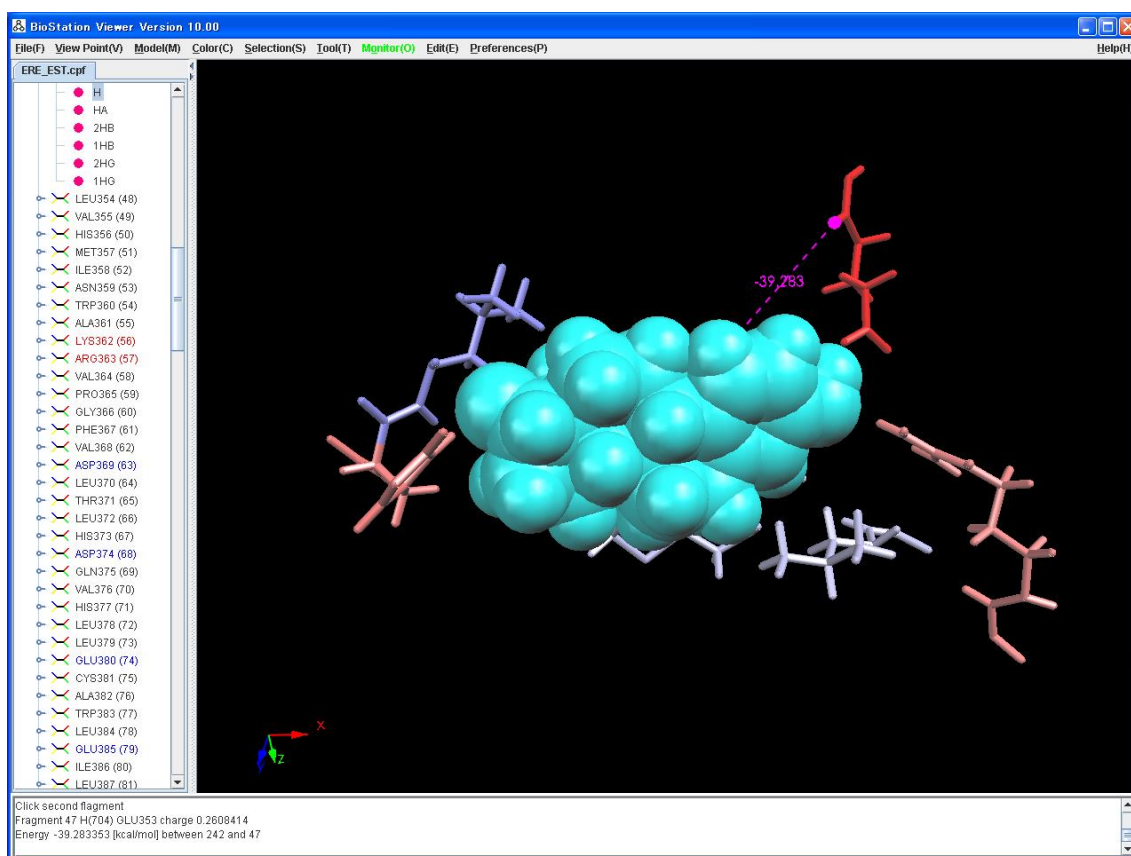 BioStation Viewer Version 10.00
File(F) View Point(V) Model(M) Color(C) Selection(S) Tool(T) Monitor(O) Edit(E) Preferences(P) Help(H)
ERE_EST.cpf
H
HA
2HB
1HB
2HG
1HG
LEU354 (48)
VAL355 (49)
HIS356 (50)
MET357 (51)
ILE358 (52)
ASN359 (53)
TRP360 (54)
ALA361 (55)
LYS362 (56)
ARG363 (57)
VAL364 (58)
PRO365 (59)
GLY366 (60)
PHE367 (61)
VAL368 (62)
ASP369 (63)
LEU370 (64)
THR371 (65)
LEU372 (66)
HIS373 (67)
ASP374 (68)
GLN375 (69)
VAL376 (70)
HIS377 (71)
LEU378 (72)
LEU379 (73)
GLU380 (74)
CYS381 (75)
ALA382 (76)
TRP383 (77)
LEU384 (78)
GLU385 (79)
ILE386 (80)
LEU387 (81)
-39.283
X
Z
Click second flagment
Fragment 47 H(704) GLU353 charge 0.2608414
Energy -39.283353 [kcal/mol] between 242 and 47